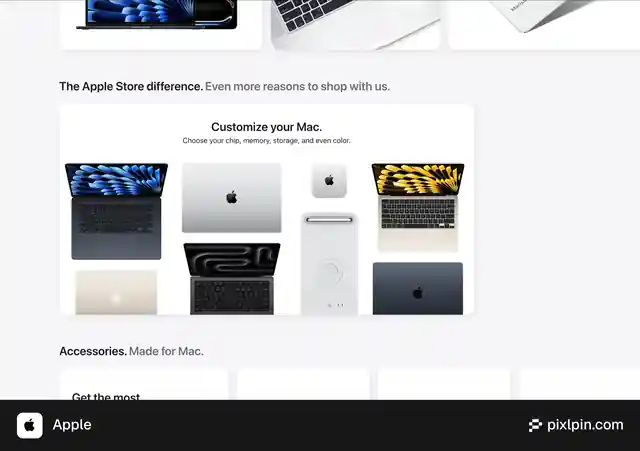 The Apple Store difference. Even more reasons to shop with us.
Customize your Mac.
Choose your chip, memory, storage, and even color.
Accessories. Made for Mac.
Get the most
Apple
pixlpin.com